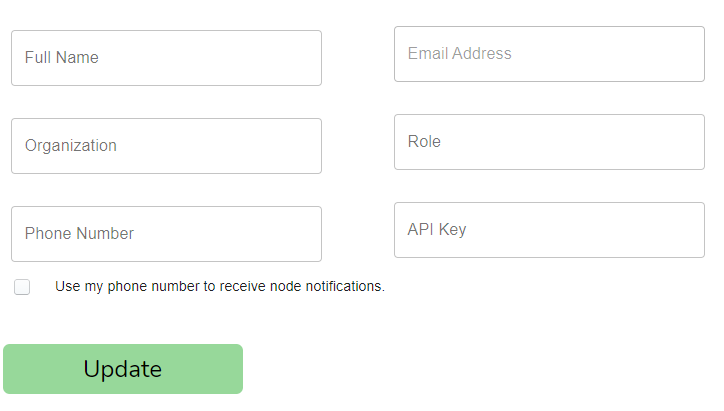 Full Name
Email Address
Organization
Role
Phone Number
API Key
Use my phone number to receive node notifications.
Update